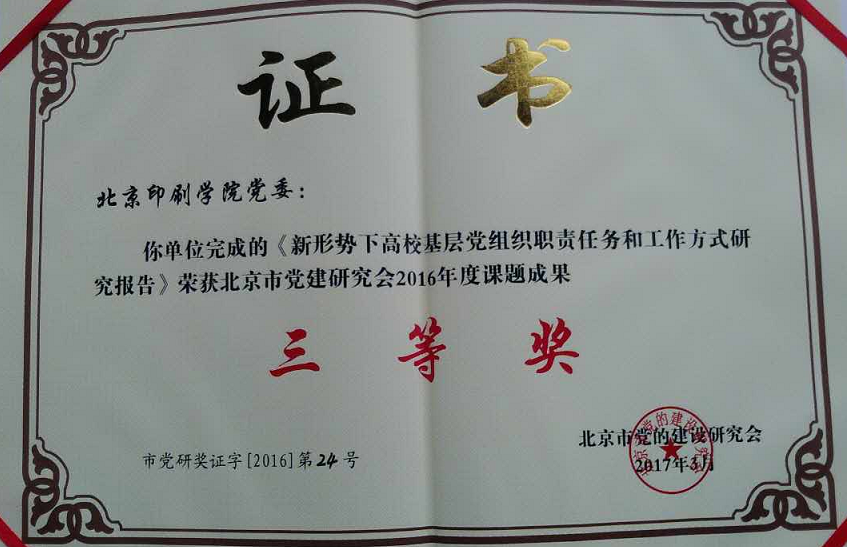 证书
北京印刷学院党委：
你单位完成的《新形势下高校基层党组织职责任务和工作方式研
究报告》荣获北京市党建研究会2016年度课题成果
三等奖
北京市党的建设研究会
市党研奖证字[2016]第24号
2017年3月